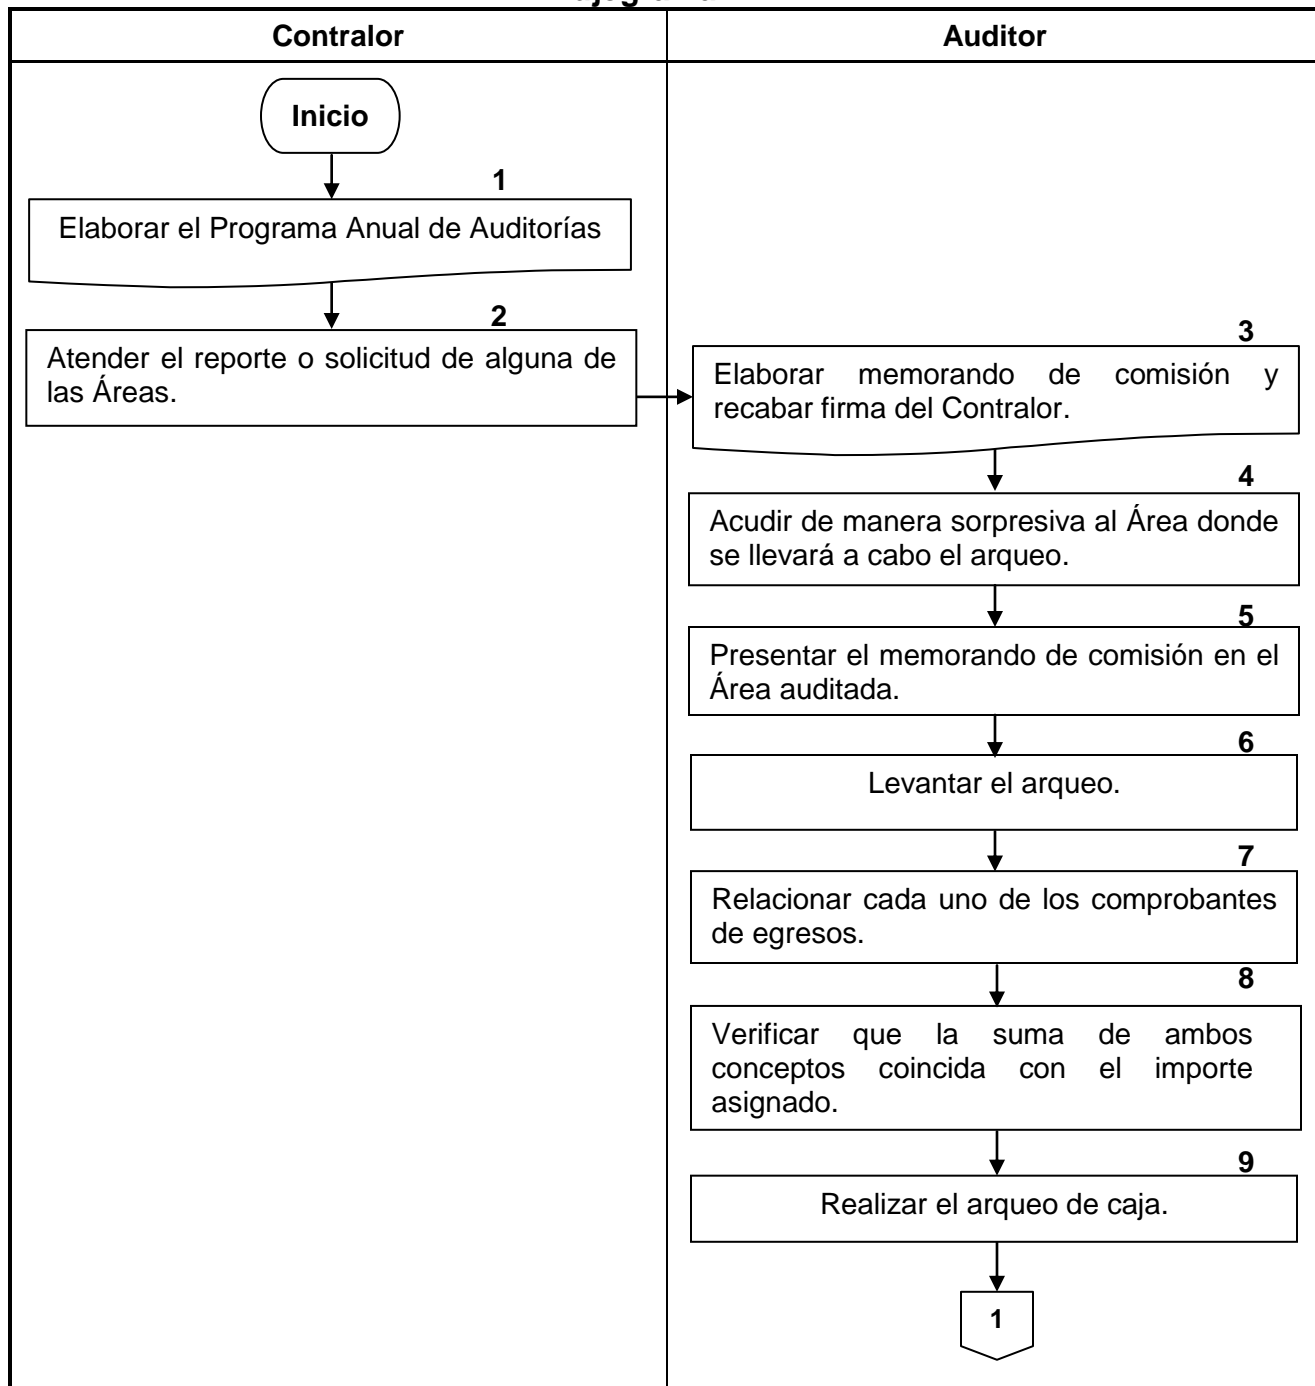 Contralor
Auditor
Inicio
1
Elaborar el Programa Anual de Auditorías
2
Atender el reporte o solicitud de alguna de
las Áreas.
3
Elaborar memorando de comisión y
recabar firma del Contralor.
4
Acudir de manera sorpresiva al Área donde
se llevará a cabo el arqueo.
5
Presentar el memorando de comisión en el
Área auditada.
6
Levantar el arqueo.
7
Relacionar cada uno de los comprobantes
de egresos.
8
Verificar que la suma de ambos
conceptos coincida con el importe
asignado.
9
Realizar el arqueo de caja.
1